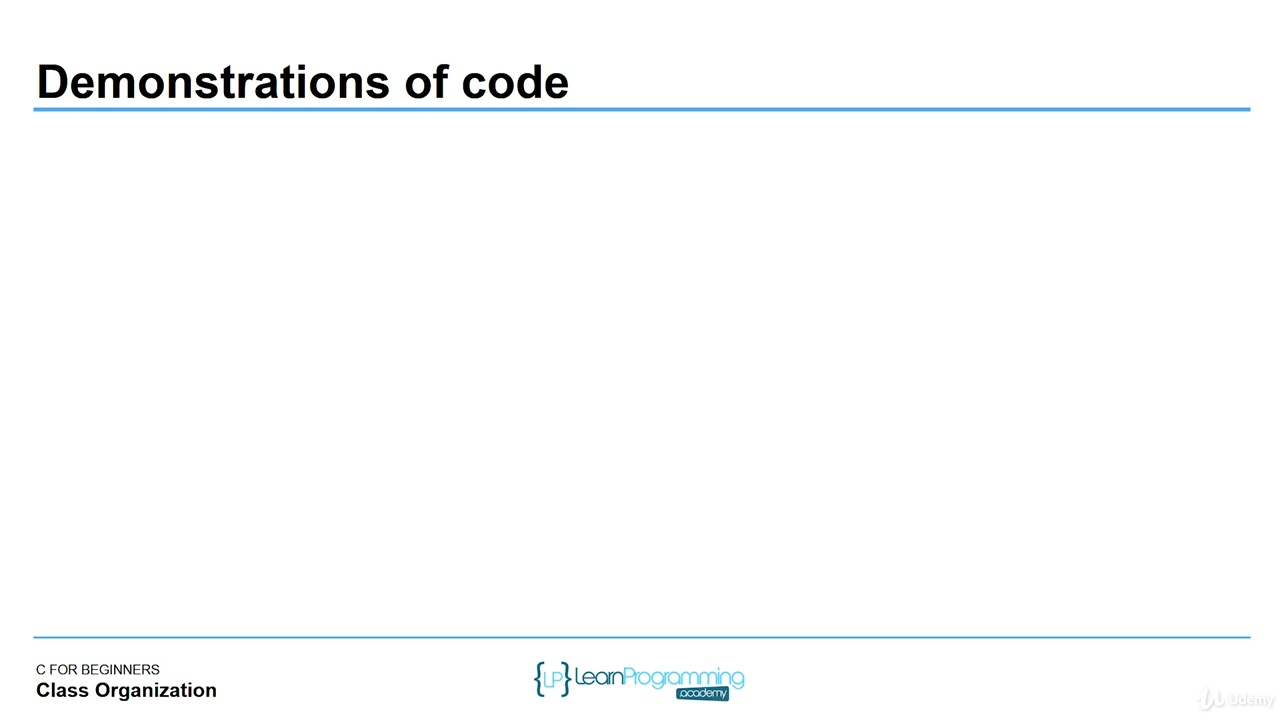 Demonstrations of code
C FOR BEGINNERS
Class Organization
{LP} LearnProgramming
.academy
Udemy